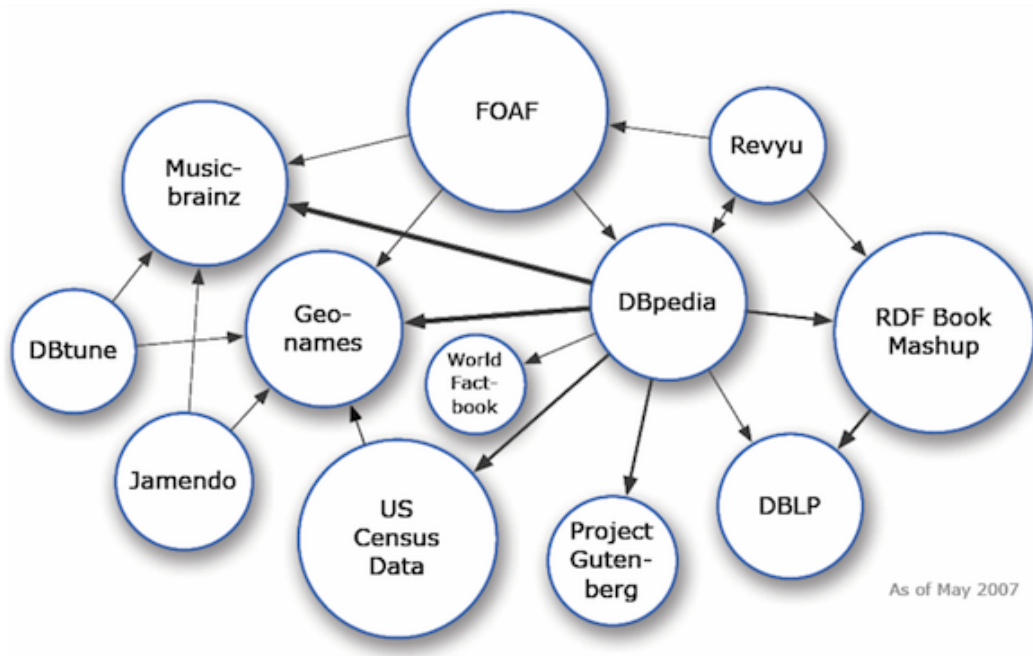 FOAF
Revyu
Music-
brainz
DBpedia
RDF Book
Mashup
Geo-
names
DBtune
World
Fact-
book
Jamendo
US
Census
Data
Project
Guten-
berg
DBLP
As of May 2007